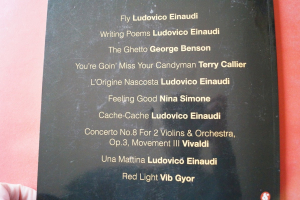 Fly Ludovico Einaudi
Writing Poems Ludovico Einaudi
The Ghetto George Benson
You're Goin' Miss Your Candyman Terry Callier
L'Origine Nascosta Ludovico Einaudi
Feeling Good Nina Simone
Cache-Cache Ludovico Einaudi
Concerto No.8 For 2 Violins & Orchestra,
Op.3, Movement III Vivaldi
Una Mattina Ludovico Einaudi
Red Light Vib Gyor